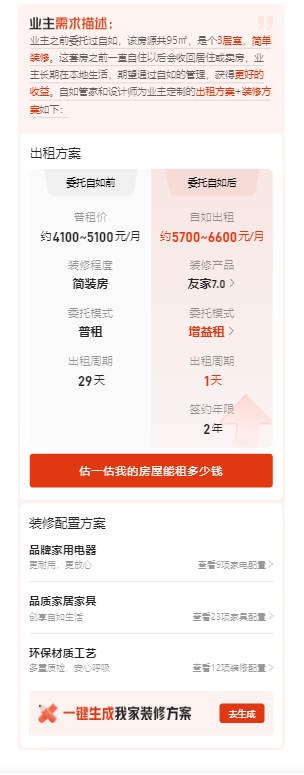 业主需求描述：
业主之前委托过自如，该房源共95㎡，是个3居室，简单
装修。这套房之前一直自住以后会收回居住或卖房，业
主长期在本地生活，期望通过自如的管理，获得更好的
收益。自如管家和设计师为业主定制的出租方案+装修方
案如下：
出租方案
委托自如前
委托自如后
普租价
自如出租
约4100~5100元/月
约5700~6600元/月
装修程度
装修产品
简装房
友家7.0 >
委托模式
委托模式
普租
增益租 >
出租周期
出租周期
29天
1天
签约年限
2年
估一估我的房屋能租多少钱
装修配置方案
品牌家用电器
更耐用，更放心
查看9项家电配置 >
品质家居家具
创享自如生活
查看23项家具配置 >
环保材质工艺
多重质检，安心呼吸
查看12项装修配置 >
一键生成我家装修方案
去生成